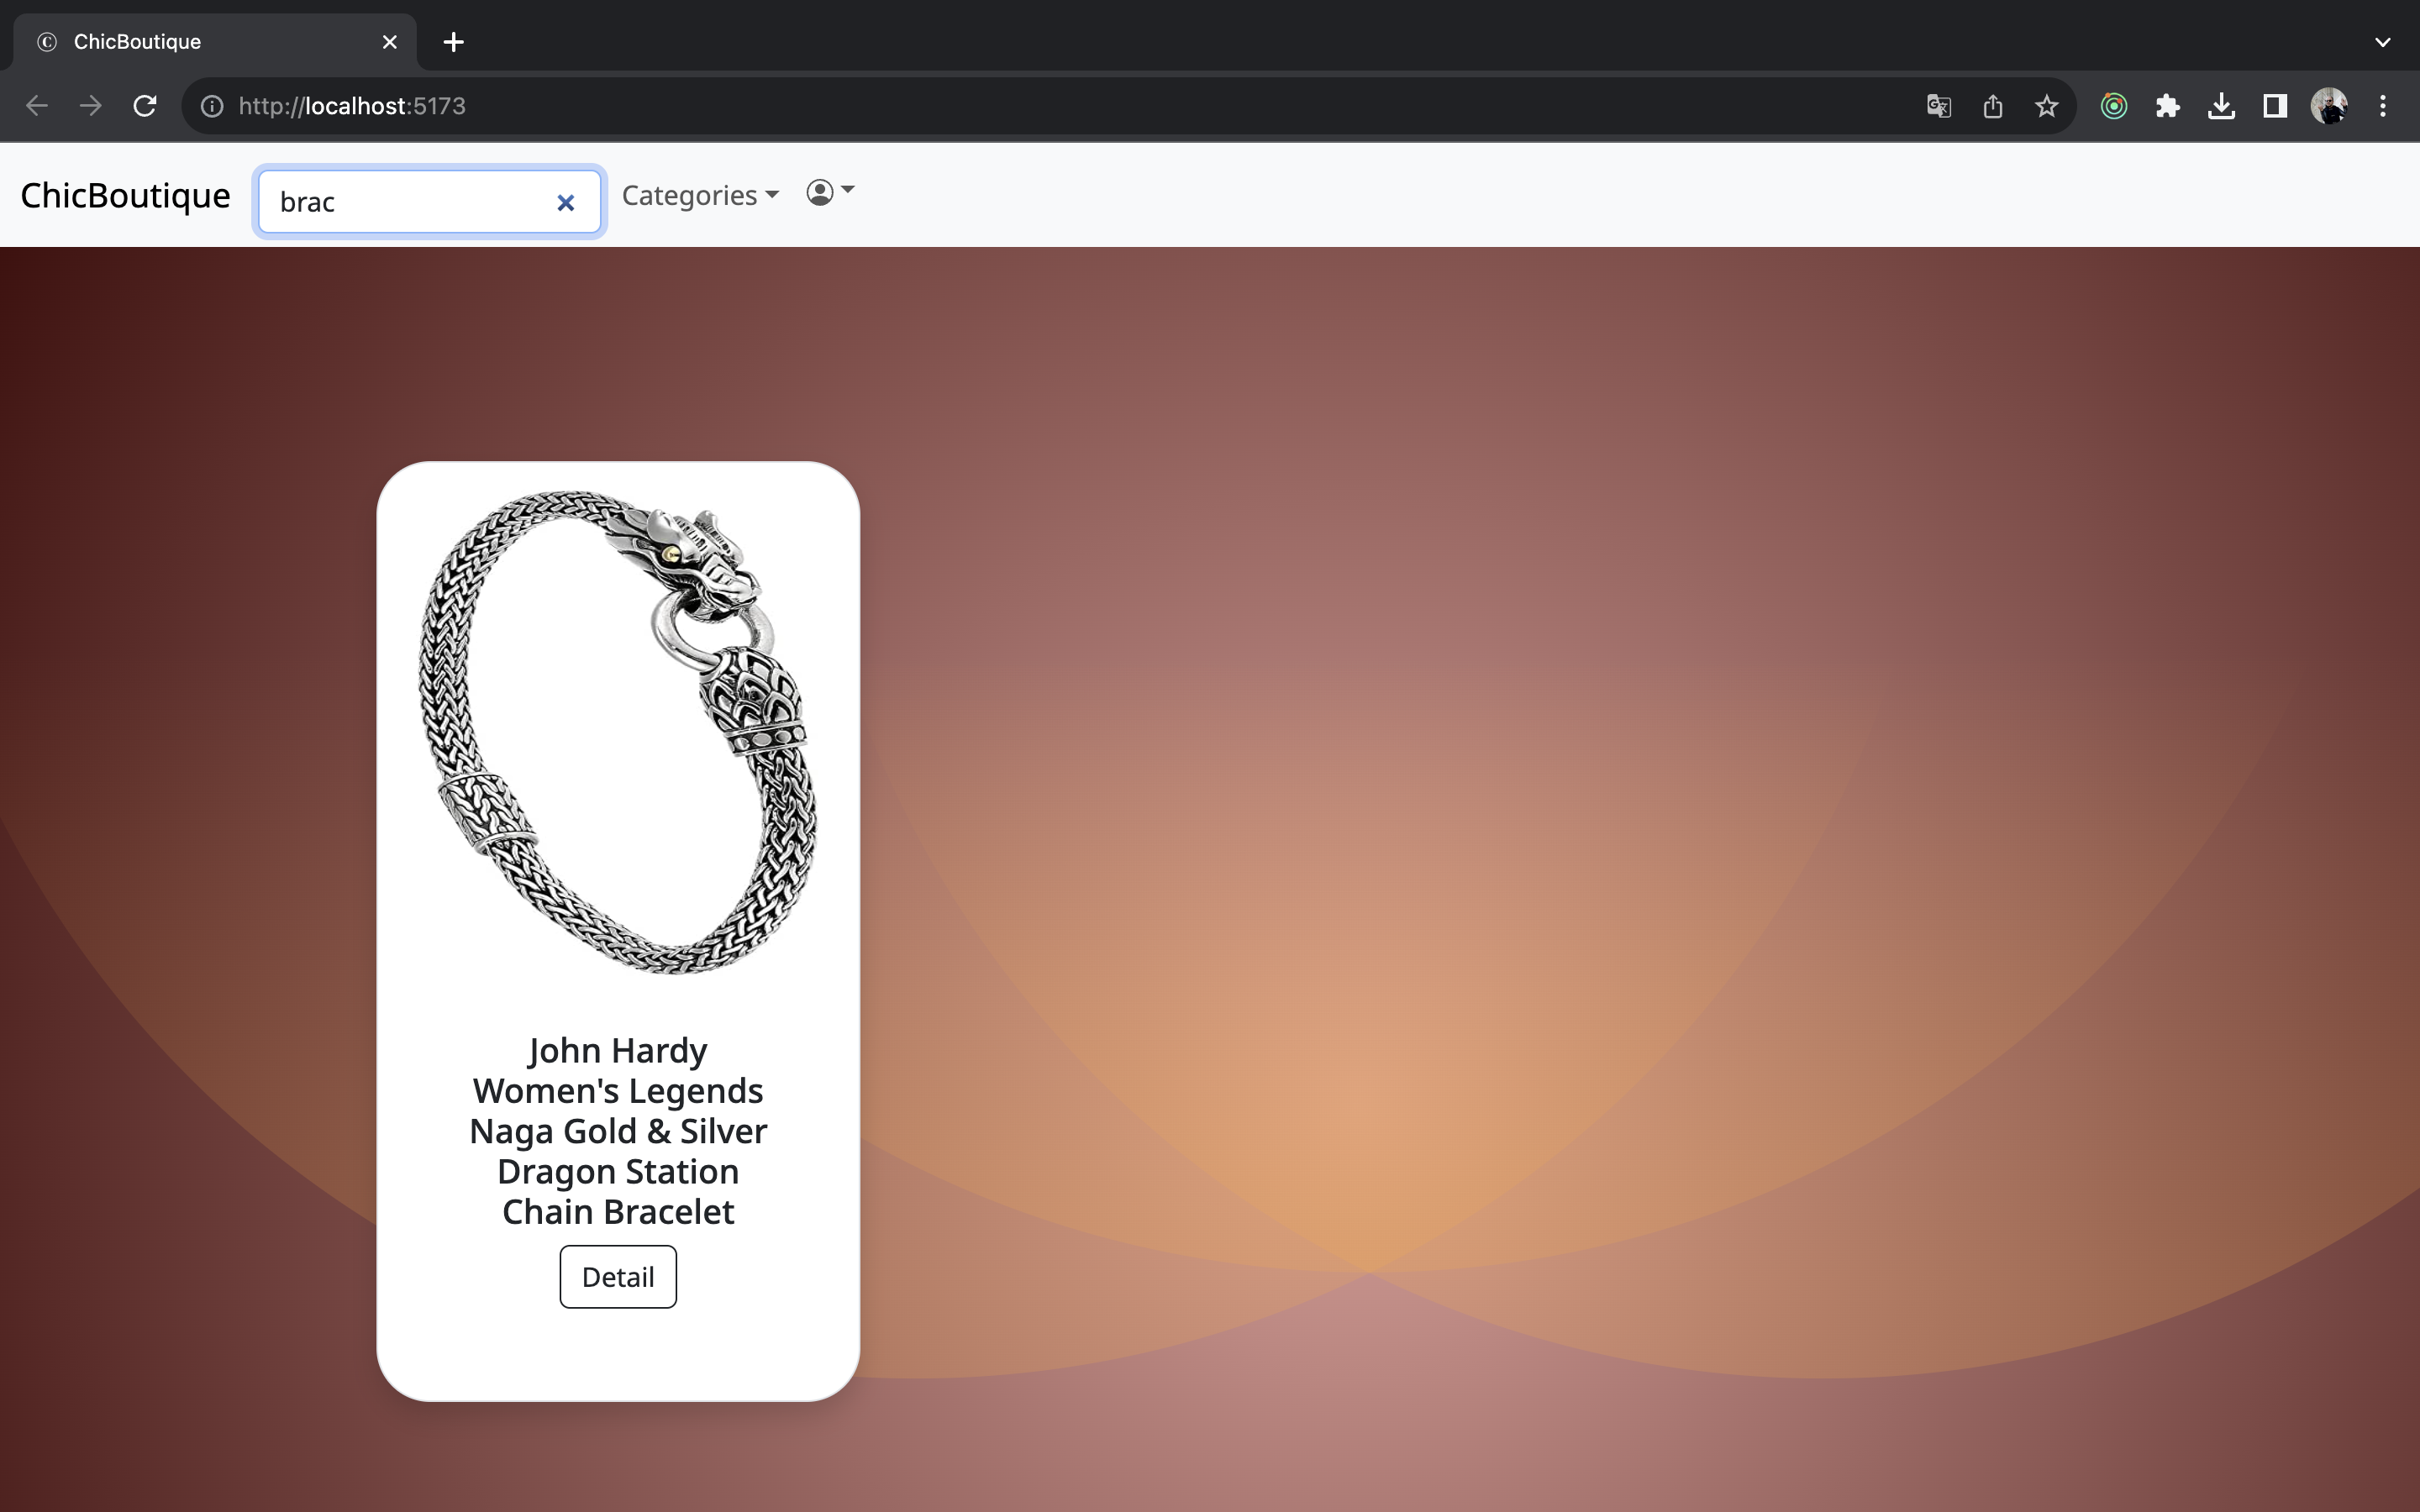 ChicBoutique
http://localhost:5173
ChicBoutique
brac
Categories
John Hardy
Women's Legends
Naga Gold & Silver
Dragon Station
Chain Bracelet
Detail